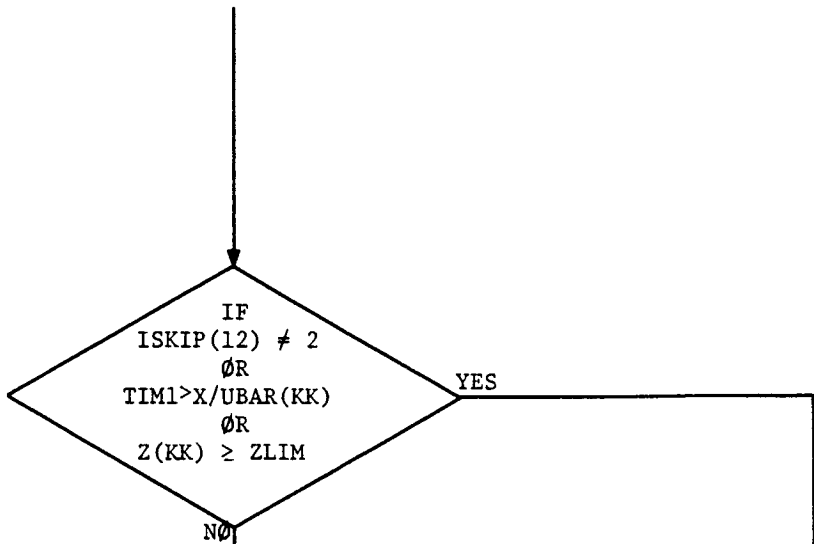 IF
ISKIP(12) ≠ 2
ØR
TIM1>X/UBAR(KK)
ØR
Z(KK) ≥ ZLIM
YES
NØ